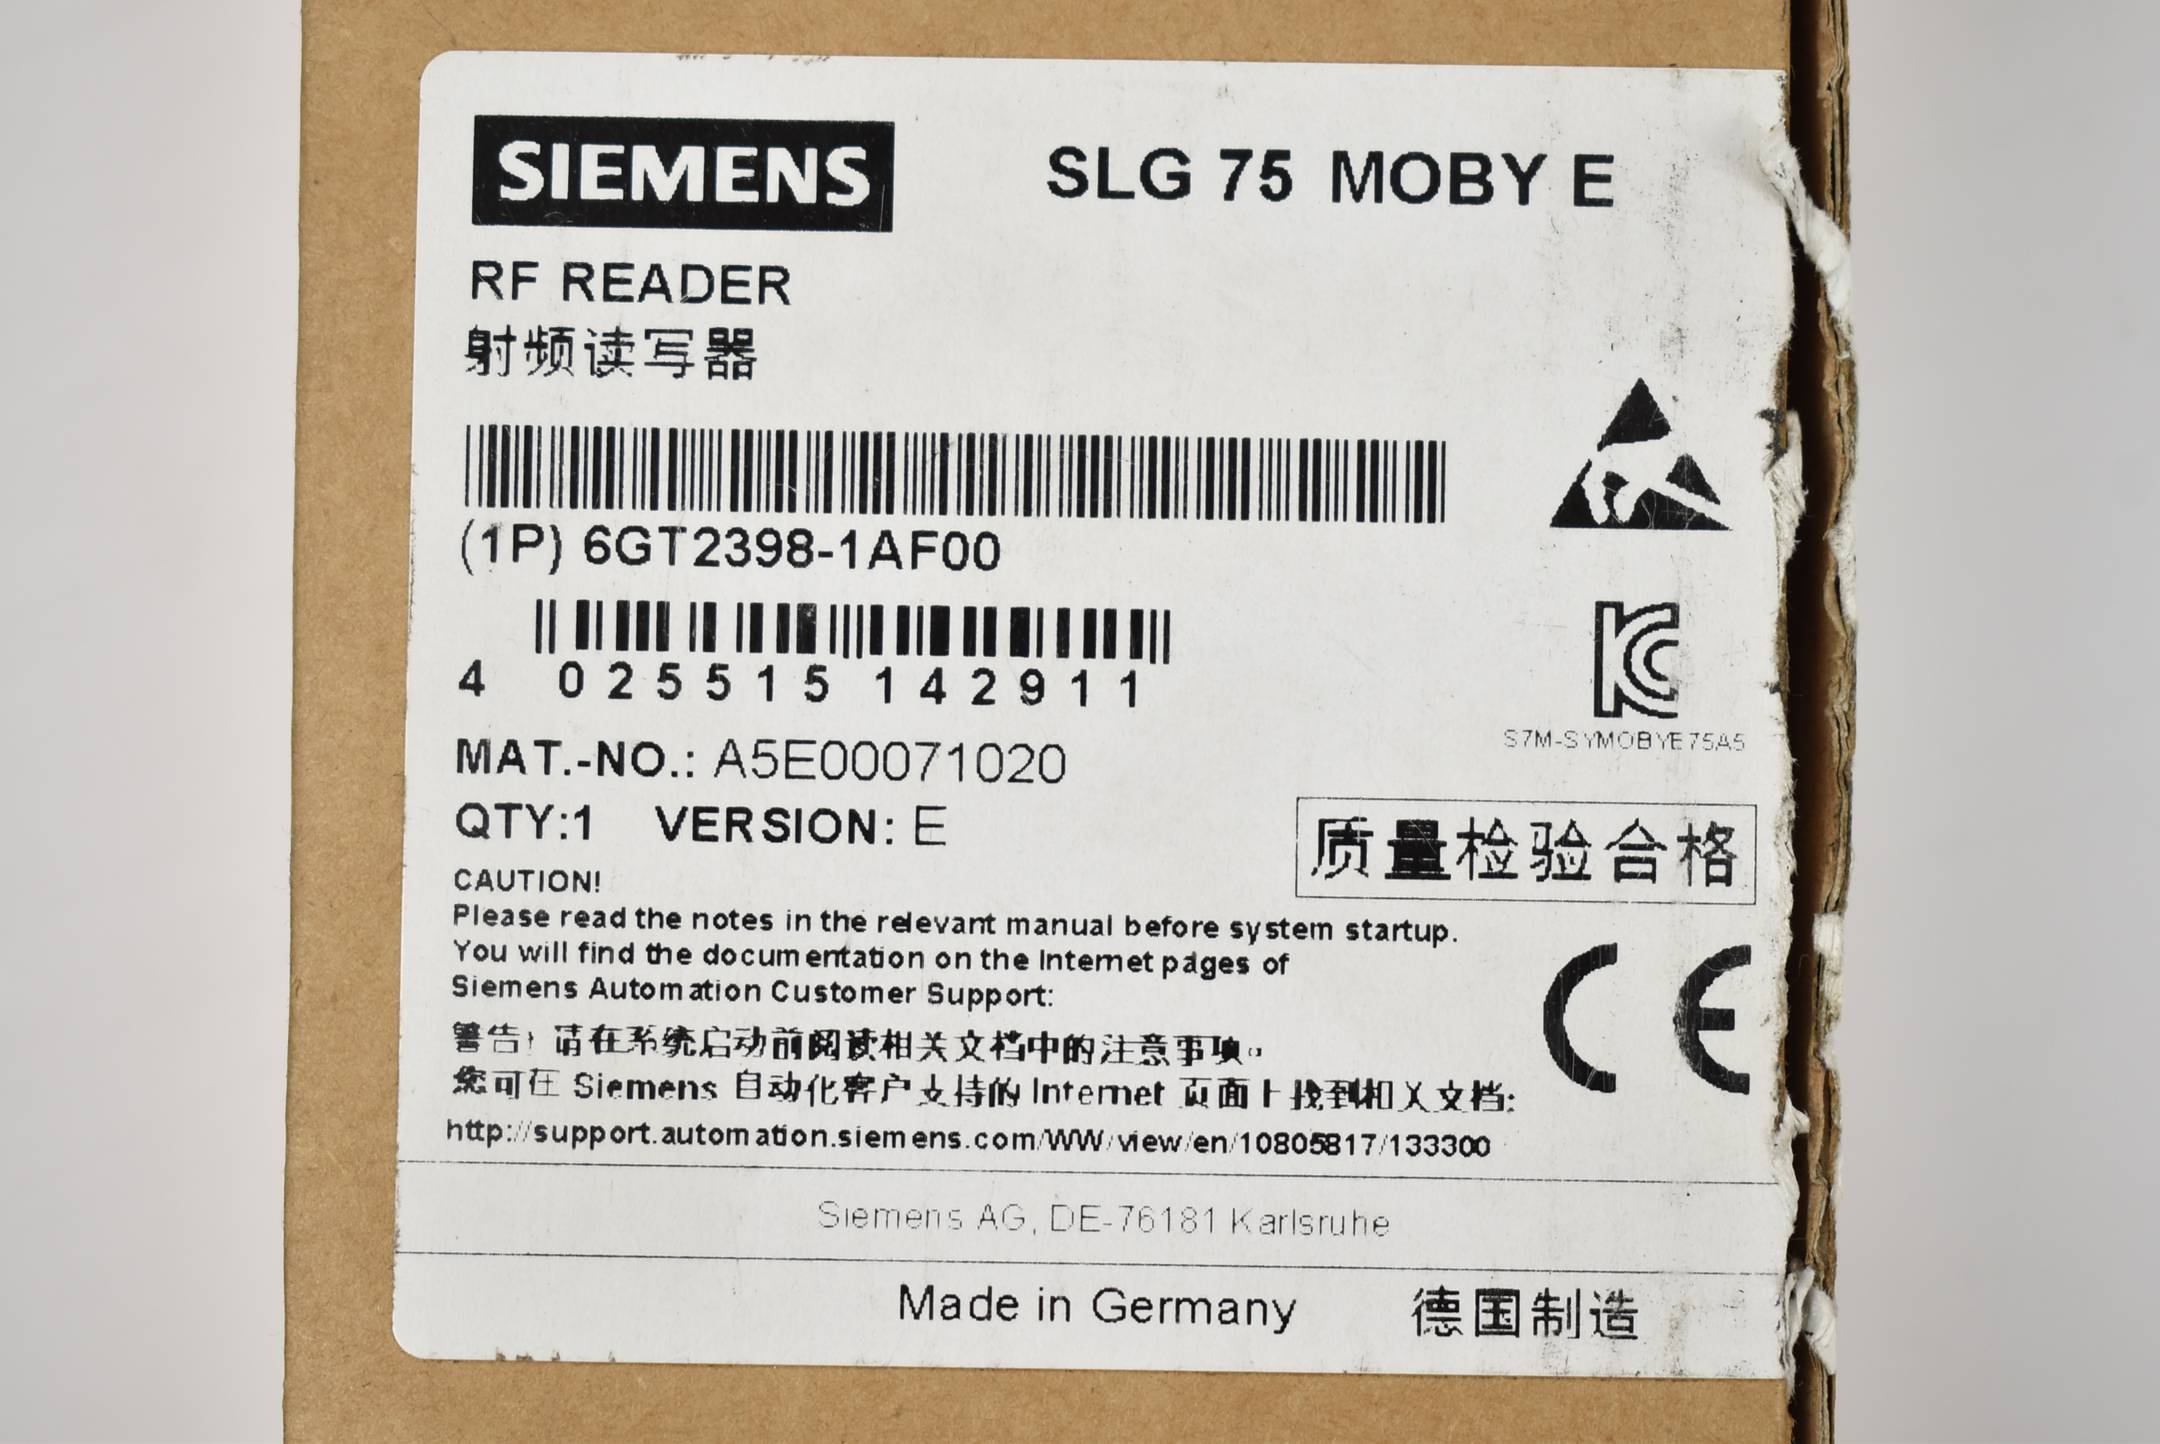 SIEMENS
SLG 75 MOBY E
RF READER
射频读写器
(1P) 6GT2398-1AF00
4 025515 142911
KC
S7M-SYMOBYE75A5
MAT.-NO.: A5E00071020
QTY:1 VERSION: E
质量检验合格
CAUTION!
Please read the notes in the relevant manual before system startup.
You will find the documentation on the Internet pages of
Siemens Automation Customer Support:
警告! 请在系统启动前阅读相关文档中的注意事项。
您可在 Siemens 自动化客户支持的 Internet 页面上找到相关文档:
http://support.automation.siemens.com/WW/view/en/10805817/133300
CE
Siemens AG, DE-76181 Karlsruhe
Made in Germany 德国制造